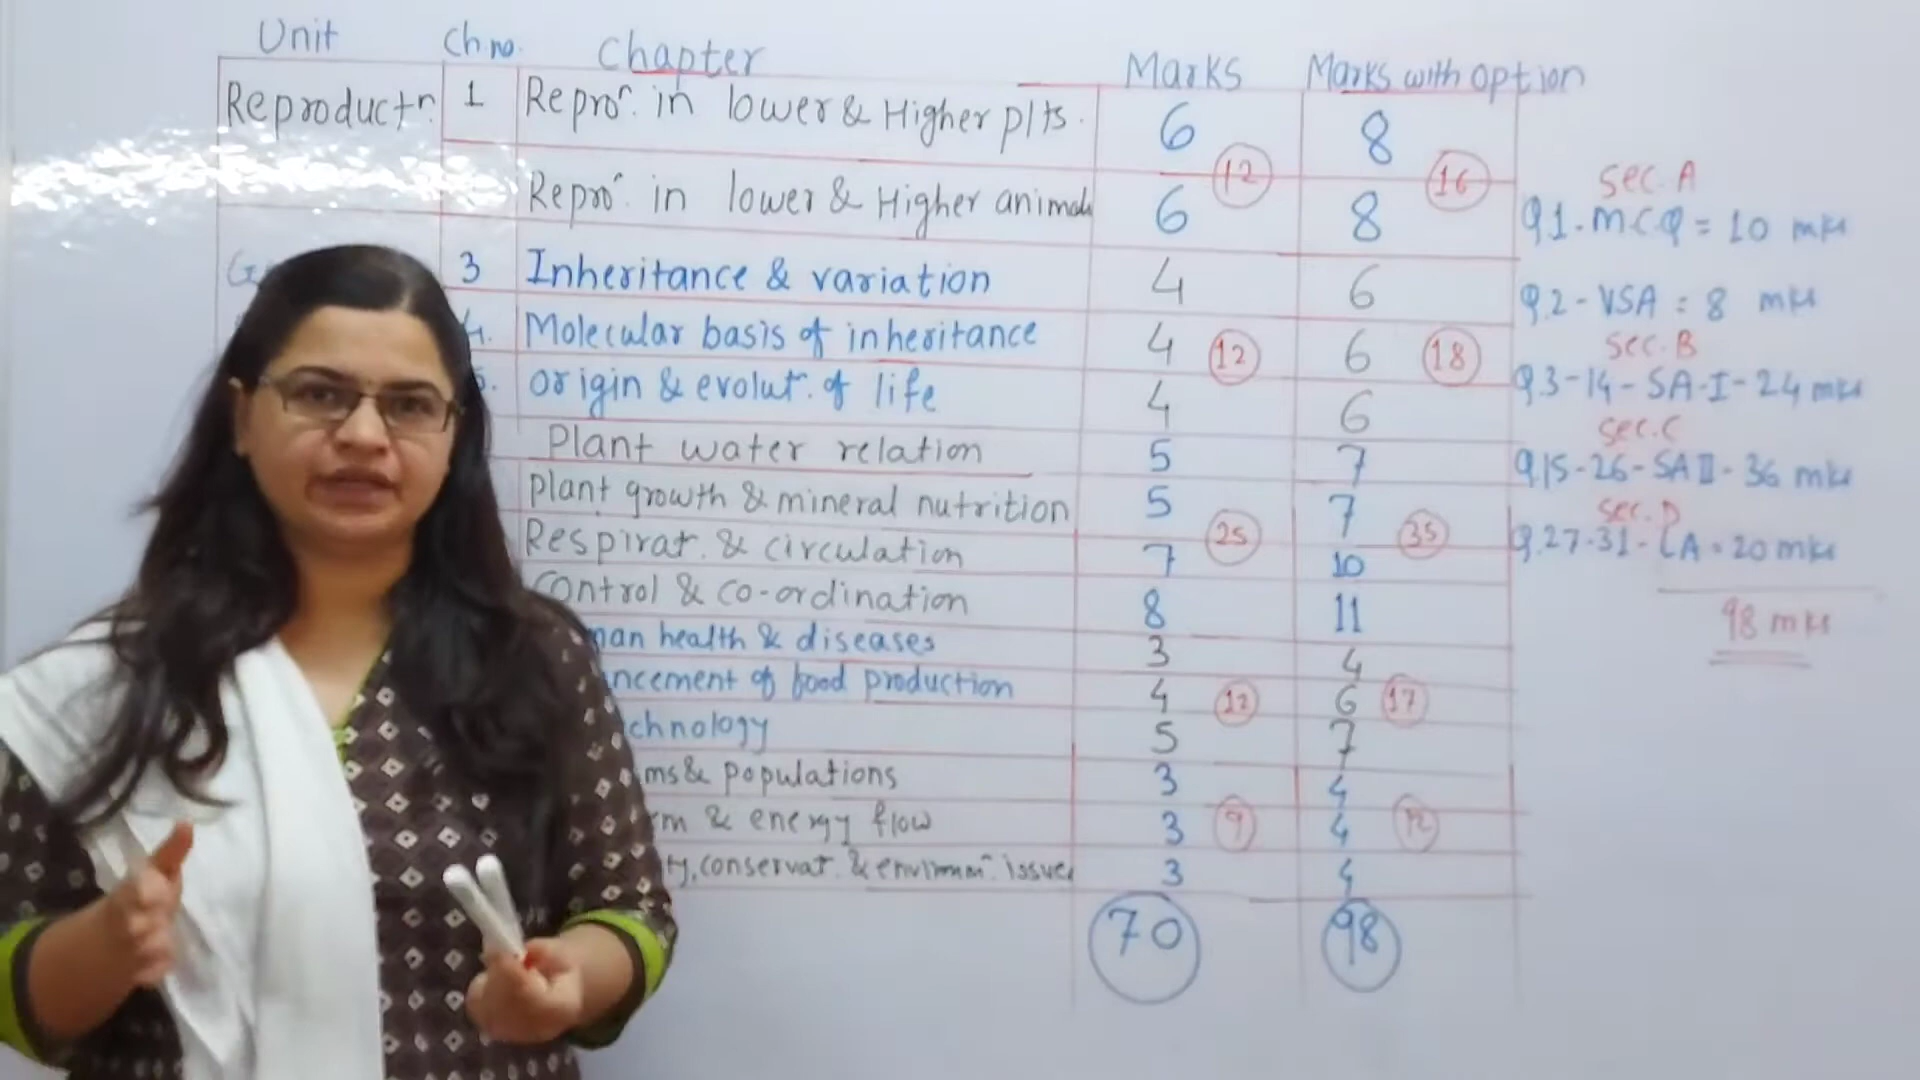 Unit Ch.no. Chapter Marks Marks with option
Reproductn. 1 Repron. in lower & Higher plts. 6 8
12 16
Repron. in lower & Higher animals 6 8
3 Inheritance & variation 4 6
4. Molecular basis of inheritance 4 6
12 18
5. origin & evolut. of life 4 6
Plant water relation 5 7
plant growth & mineral nutrition 5 7
25 35
Respirat. & circulation 7 10
Control & co-ordination 8 11
man health & diseases 3 4
ncement of food production 4 6
12 17
chnology 5 7
ms & populations 3 4
m & energy flow 3 4
9 12
ty, conservat. & environmn. issues 3 4
70 98
Sec. A
Q1. M.C.Q = 10 mks
Q.2 - VSA = 8 mks
Sec. B
Q.3-14 - SA-I - 24 mks
Sec. C
Q.15-26 - SA II - 36 mks
Sec. D
Q.27-31 - LA = 20 mks
98 mks